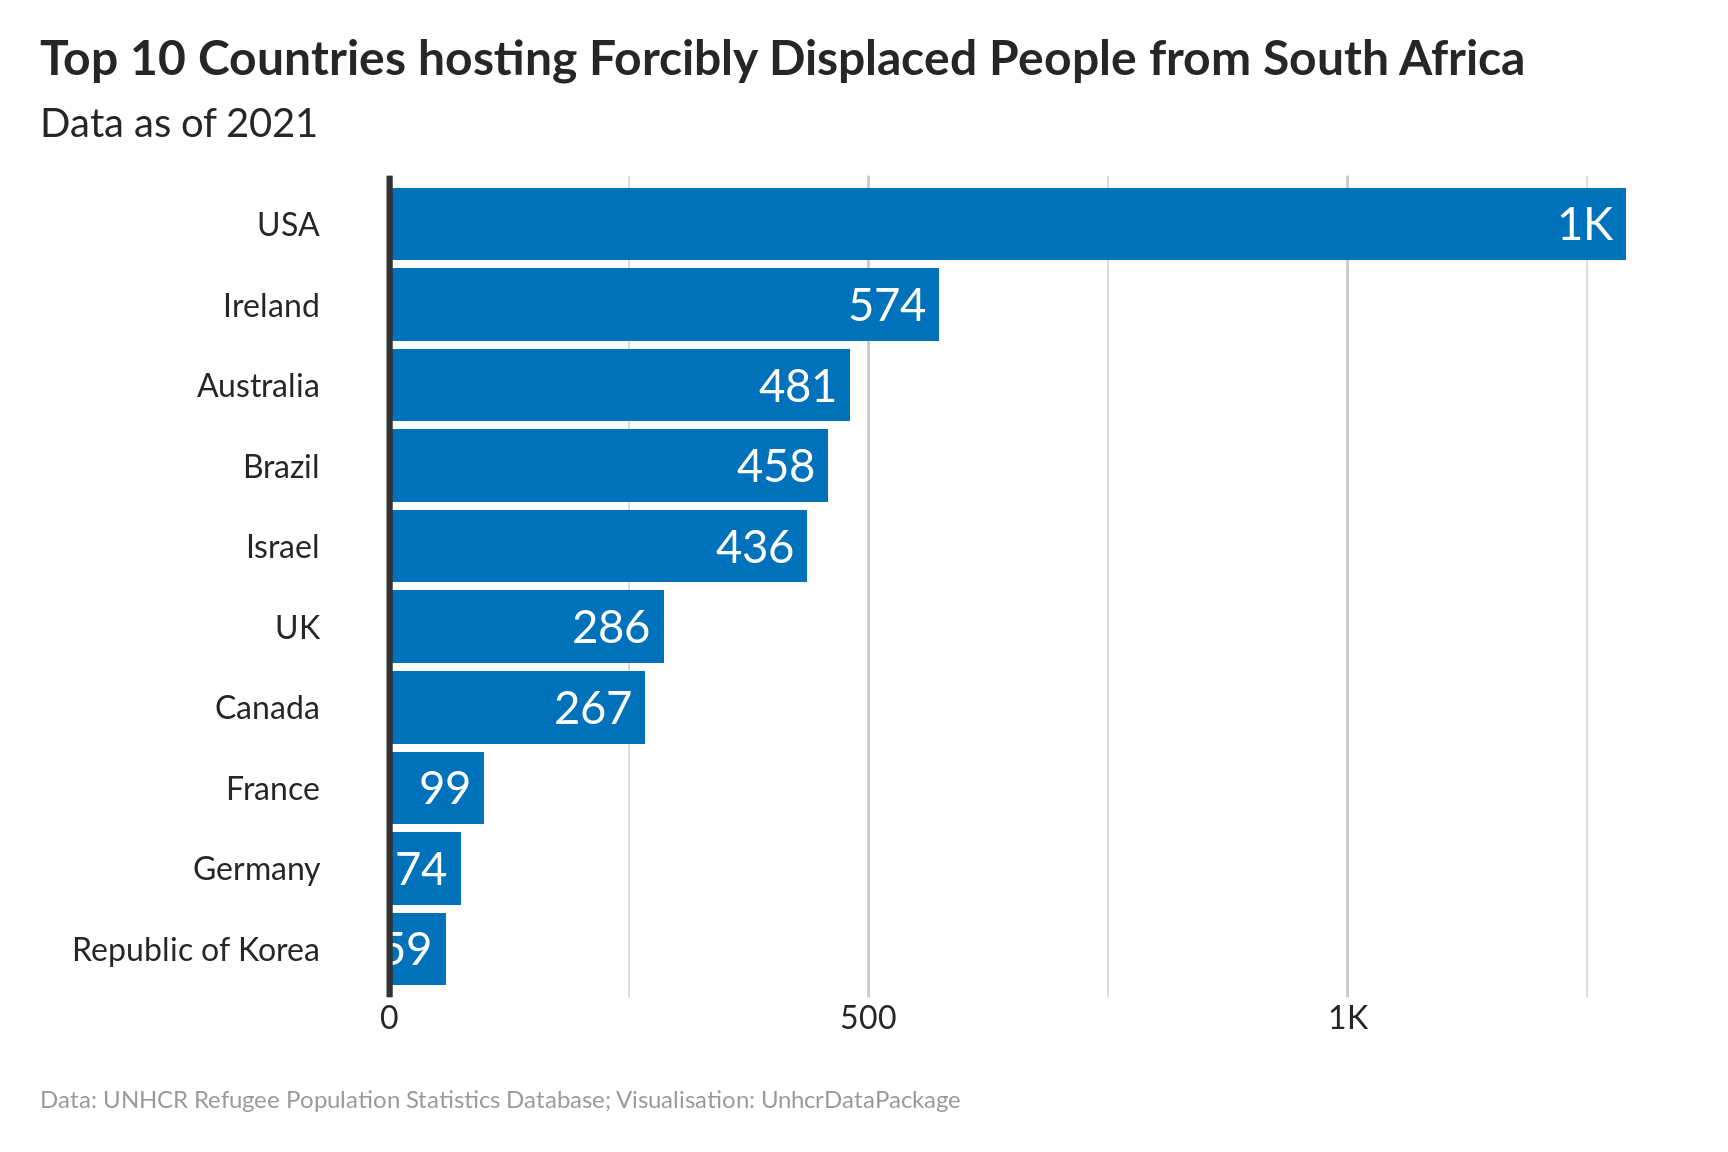 Top 10 Countries hosting Forcibly Displaced People from South Africa
Data as of 2021
USA 1K
Ireland 574
Australia 481
Brazil 458
Israel 436
UK 286
Canada 267
France 99
Germany 74
Republic of Korea 59
0 500 1K
Data: UNHCR Refugee Population Statistics Database; Visualisation: UnhcrDataPackage